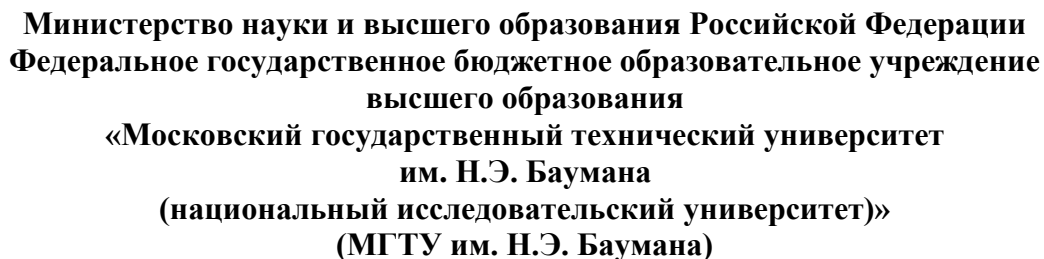 Министерство науки и высшего образования Российской Федерации
Федеральное государственное бюджетное образовательное учреждение
высшего образования
«Московский государственный технический университет
им. Н.Э. Баумана
(национальный исследовательский университет)»
(МГТУ им. Н.Э. Баумана)